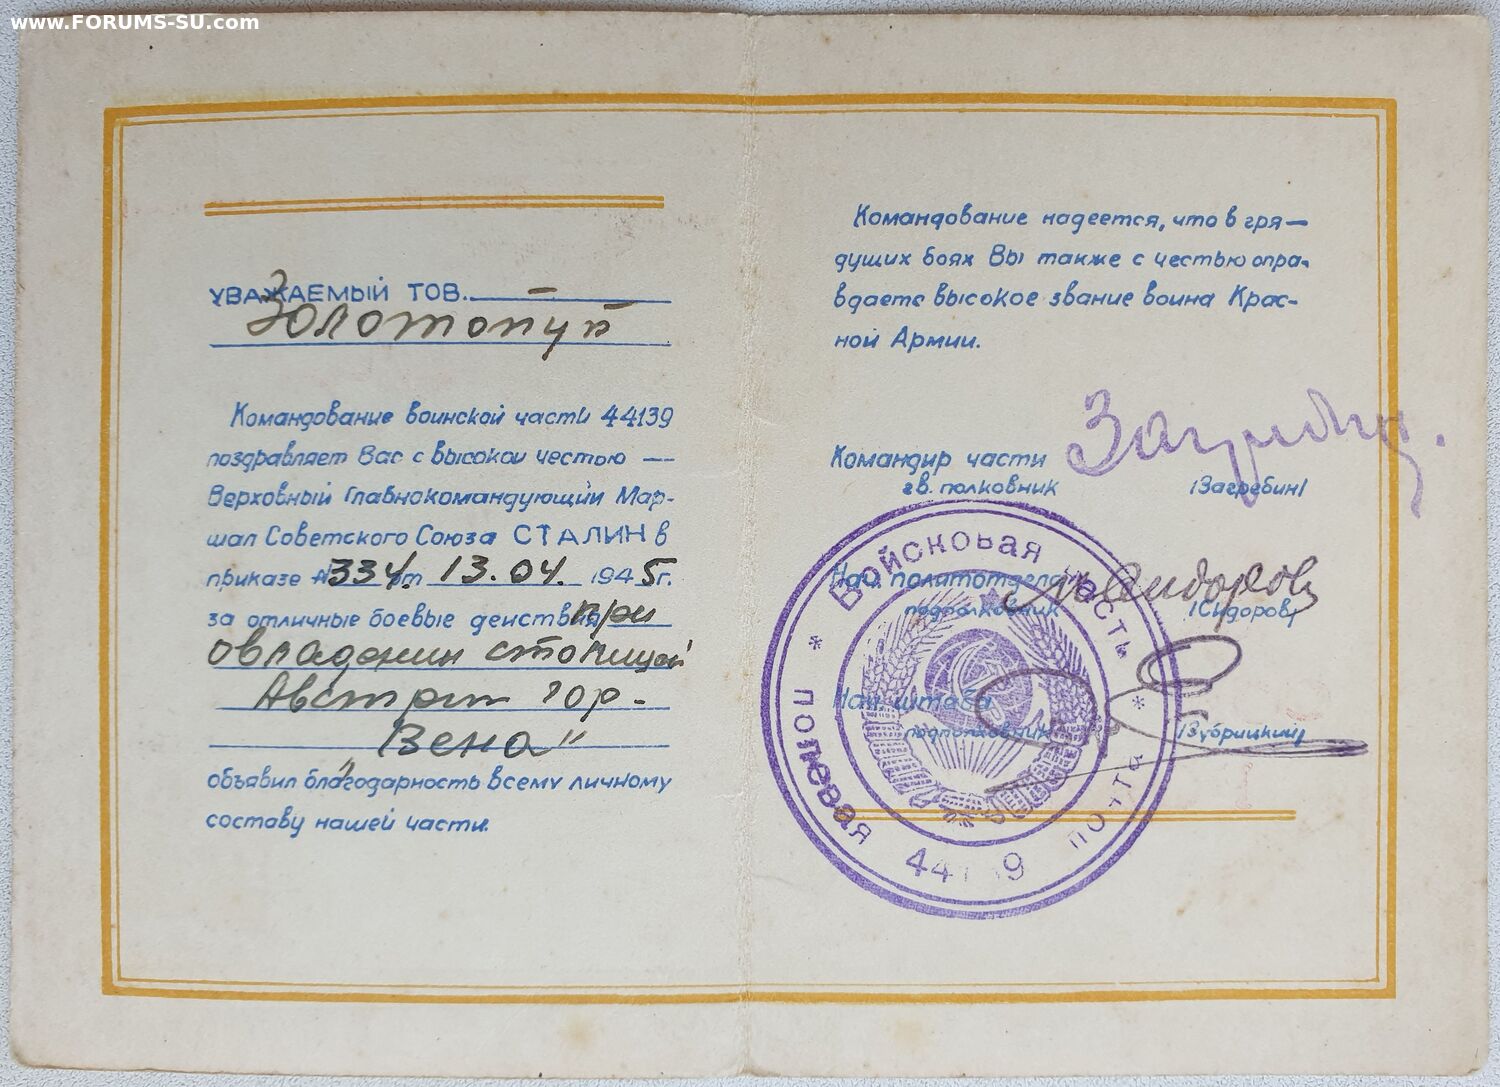 www.FORUMS-SU.com
УВАЖАЕМЫЙ ТОВ.
Золотопуп
Командование воинской части 44139
поздравляет Вас с высокой честью —
Верховный Главнокомандующий Мар-
шал Советского Союза СТАЛИН в
приказе № 334 от 13.04. 1945 г.
за отличные боевые действия при
овладении столицей
Австрии гор-
"Вена"
объявил благодарность всему личному
составу нашей части.
Командование надеется, что в гря-
дущих боях Вы также с честью опра-
вдаете высокое звание воина Крас-
ной Армии.
Командир части
гв. полковник /Загребин/
Нач. политотдела
подполковник /Сидоров/
Нач штаба
подполковник /Зубрицкий/
Войсковая часть
* полевая почта *
44139